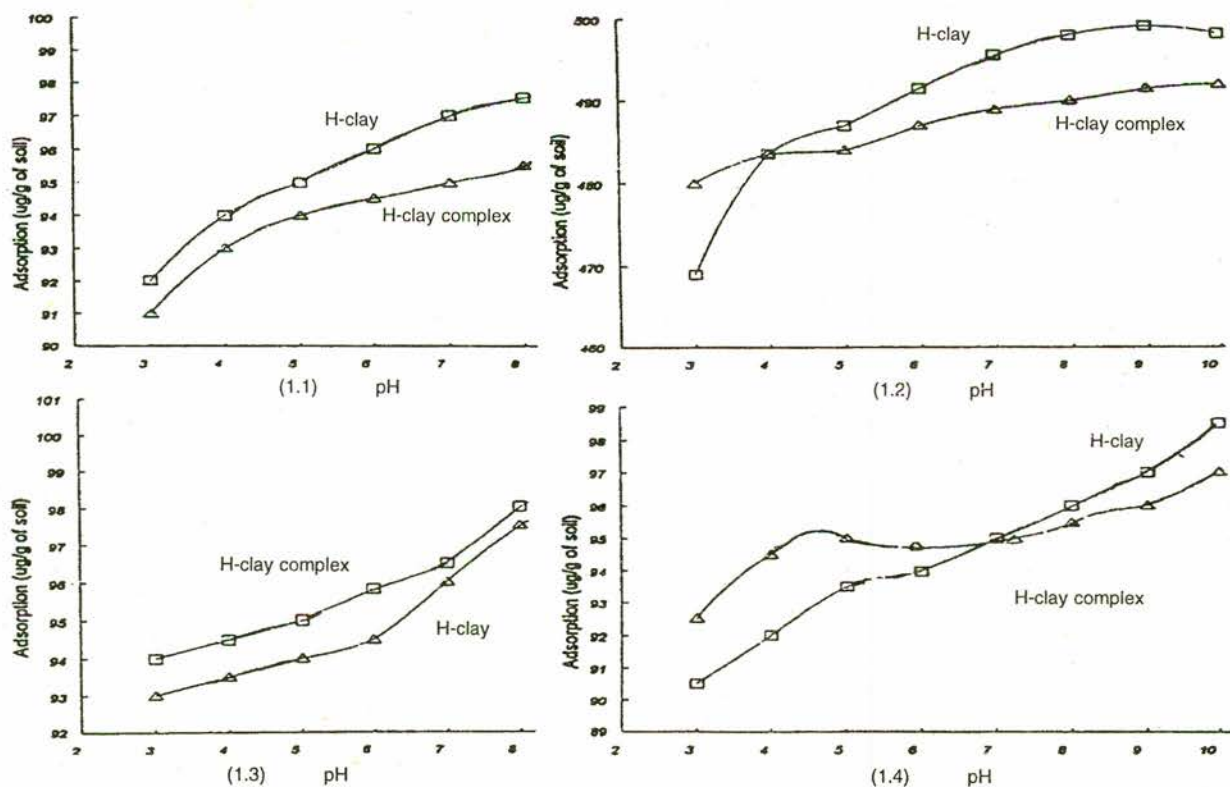 100
99
98
97
96
95
94
93
92
91
90
Adsorption (ug/g of soil)
H-clay
H-clay complex
2 3 4 5 6 7 8
(1.1) pH
500
490
480
470
460
Adsorption (ug/g of soil)
H-clay
H-clay complex
2 3 4 5 6 7 8 9 10
(1.2) pH
101
100
99
98
96
96
94
93
92
Adsorption (ug/g of soil)
H-clay complex
H-clay
2 3 4 5 6 7 8
(1.3) pH
99
98
97
96
95
94
93
92
91
90
89
Adsorption (ug/g of soil)
H-clay
H-clay complex
2 3 4 5 6 7 8 9 10
(1.4) pH